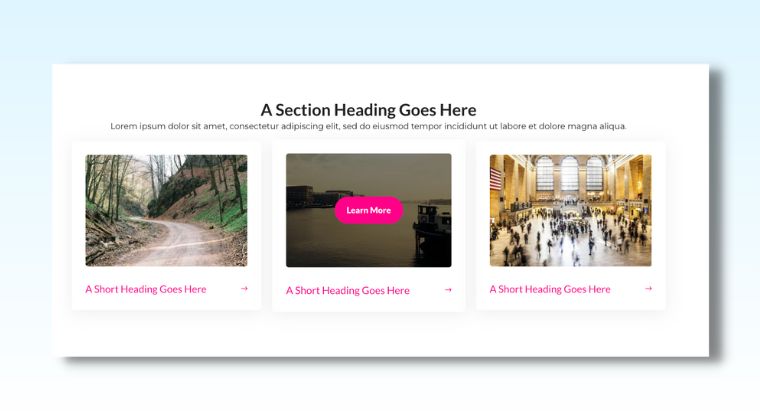 A Section Heading Goes Here
Lorem ipsum dolor sit amet, consectetur adipiscing elit, sed do eiusmod tempor incididunt ut labore et dolore magna aliqua.
Learn More
A Short Heading Goes Here →
A Short Heading Goes Here →
A Short Heading Goes Here →